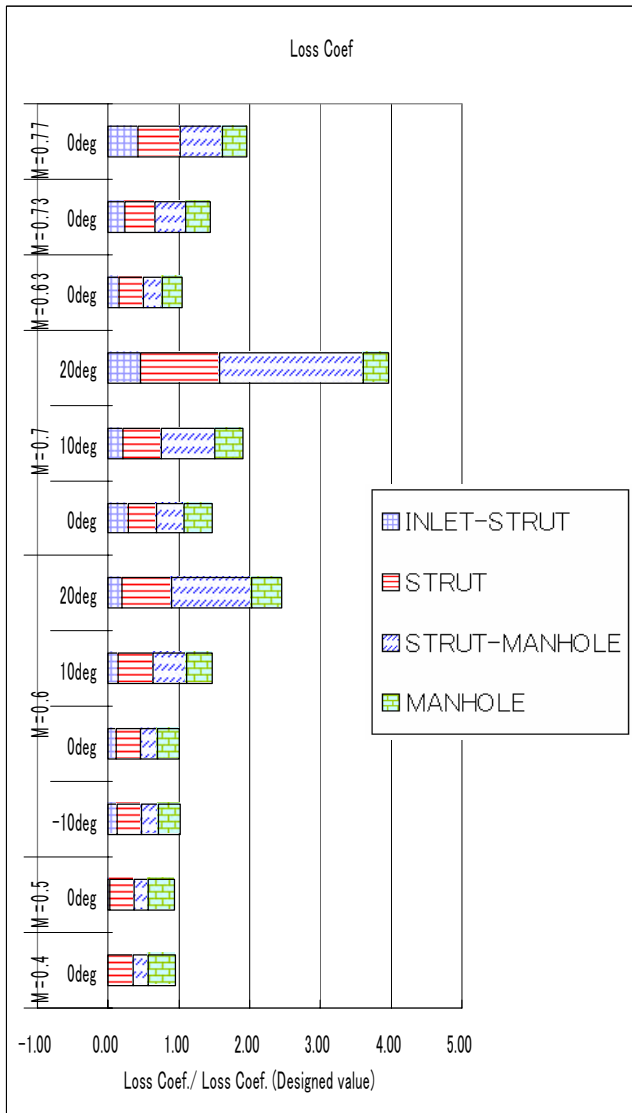 Loss Coef
M=0.77
0deg
M=0.73
0deg
M=0.63
0deg
M=0.7
20deg
10deg
0deg
M=0.6
20deg
10deg
0deg
-10deg
M=0.5
0deg
M=0.4
0deg
INLET-STRUT
STRUT
STRUT-MANHOLE
MANHOLE
-1.00 0.00 1.00 2.00 3.00 4.00 5.00
Loss Coef./ Loss Coef. (Designed value)